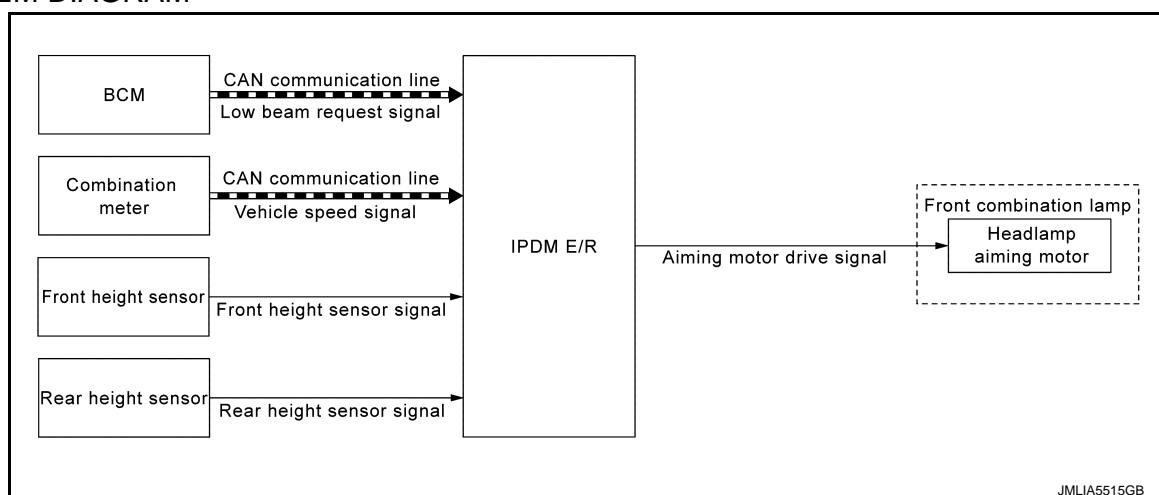 BCM
CAN communication line
Low beam request signal
Combination
meter
CAN communication line
Vehicle speed signal
Front height sensor
Front height sensor signal
Rear height sensor
Rear height sensor signal
IPDM E/R
Aiming motor drive signal
Front combination lamp
Headlamp
aiming motor
JMLIA5515GB